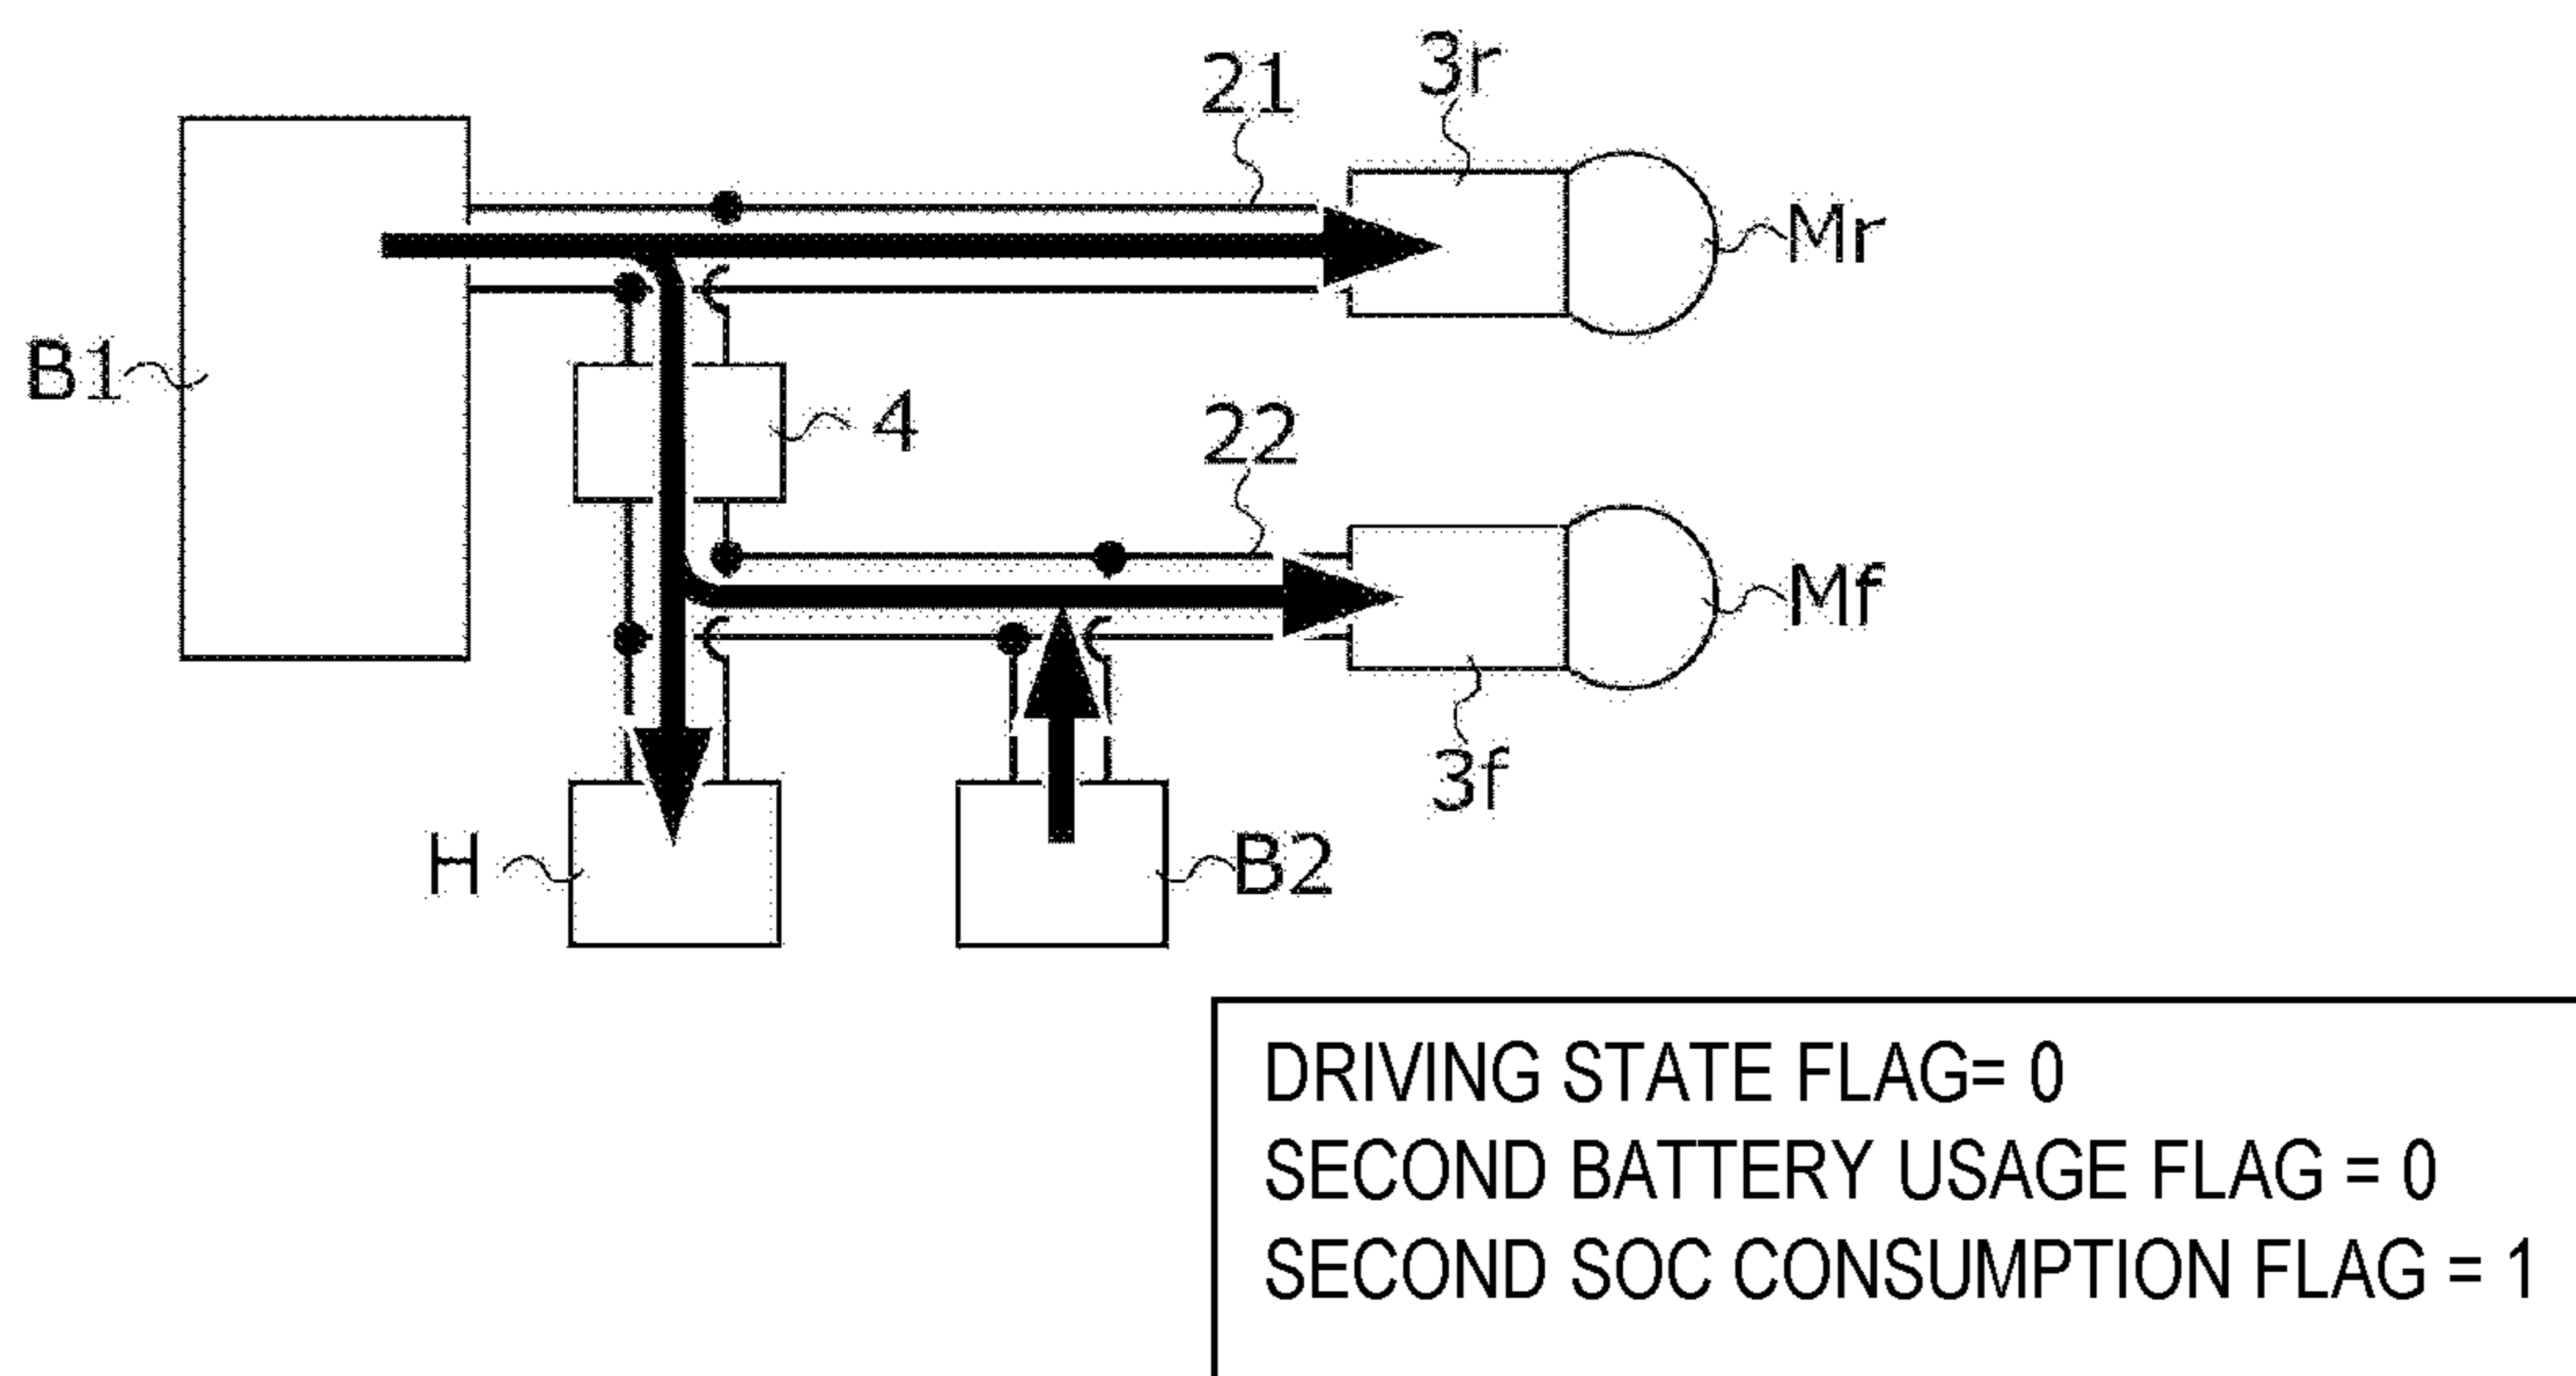 3r
21
Mr
B1
4
22
Mf
3f
H
B2
DRIVING STATE FLAG= 0
SECOND BATTERY USAGE FLAG = 0
SECOND SOC CONSUMPTION FLAG = 1